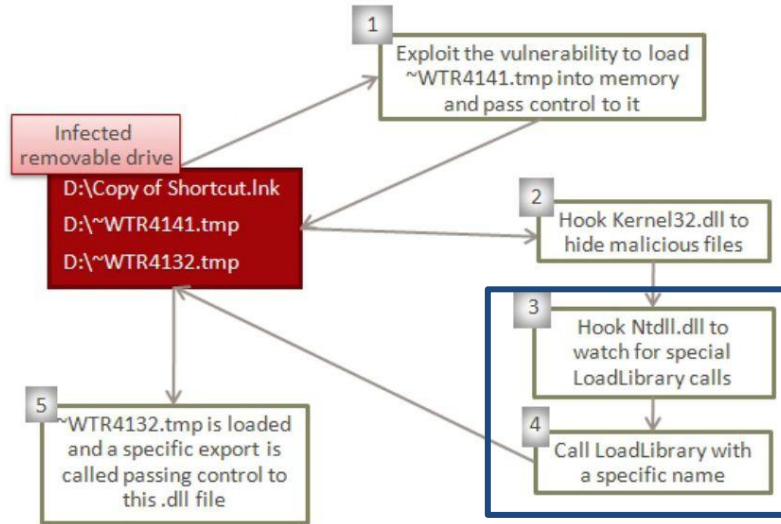 1
Exploit the vulnerability to load
~WTR4141.tmp into memory
and pass control to it
Infected
removable drive
D:\Copy of Shortcut.lnk
D:\~WTR4141.tmp
D:\~WTR4132.tmp
2
Hook Kernel32.dll to
hide malicious files
3
Hook Ntdll.dll to
watch for special
LoadLibrary calls
4
Call LoadLibrary with
a specific name
5
~WTR4132.tmp is loaded
and a specific export is
called passing control to
this .dll file